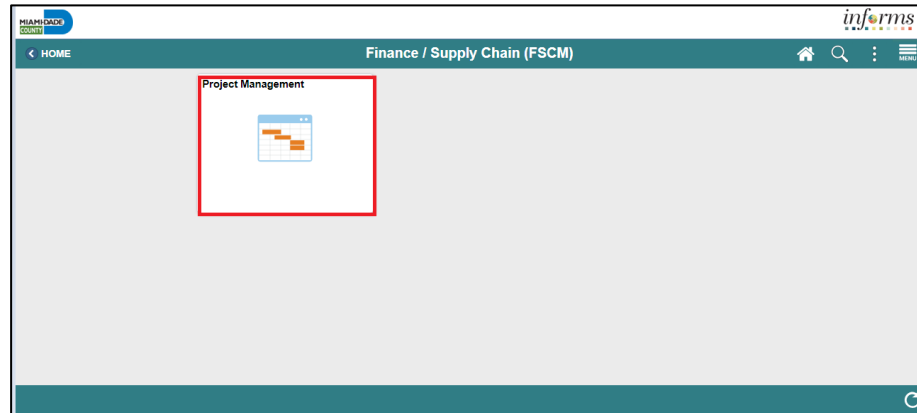 MIAMI-DADE
COUNTY
informs
HOME
Finance / Supply Chain (FSCM)
MENU
Project Management